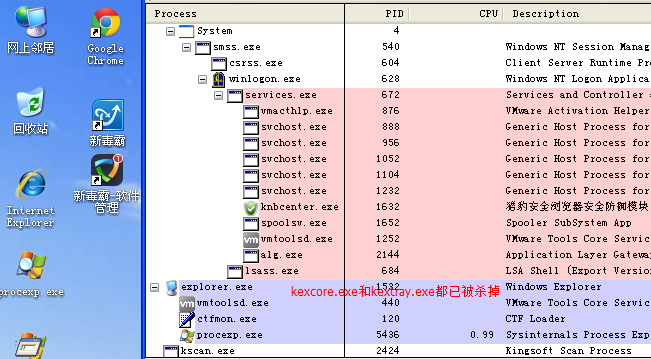 网上邻居
Google
Chrome
回收站
新毒霸
1
Internet
Explorer
新毒霸-软件
管理
procexp.exe
Process PID CPU Description
System 4
smss.exe 540 Windows NT Session Manag
csrss.exe 604 Client Server Runtime Pr
winlogon.exe 628 Windows NT Logon Applica
services.exe 672 Services and Controller
vmacthlp.exe 876 VMware Activation Helper
svchost.exe 888 Generic Host Process for
svchost.exe 956 Generic Host Process for
svchost.exe 1052 Generic Host Process for
svchost.exe 1104 Generic Host Process for
svchost.exe 1232 Generic Host Process for
knbcenter.exe 1632 猎豹安全浏览器安全防御模块
spoolsv.exe 1652 Spooler SubSystem App
vmtoolsd.exe 1252 VMware Tools Core Servic
alg.exe 2144 Application Layer Gateway
lsass.exe 684 LSA Shell (Export Version
explorer.exe 1532 Windows Explorer
kexcore.exe和kextray.exe都已被杀掉
vmtoolsd.exe 440 VMware Tools Core Servic
ctfmon.exe 120 CTF Loader
procexp.exe 5436 0.99 Sysinternals Process Exp
kscan.exe 2424 Kingsoft Scan Process